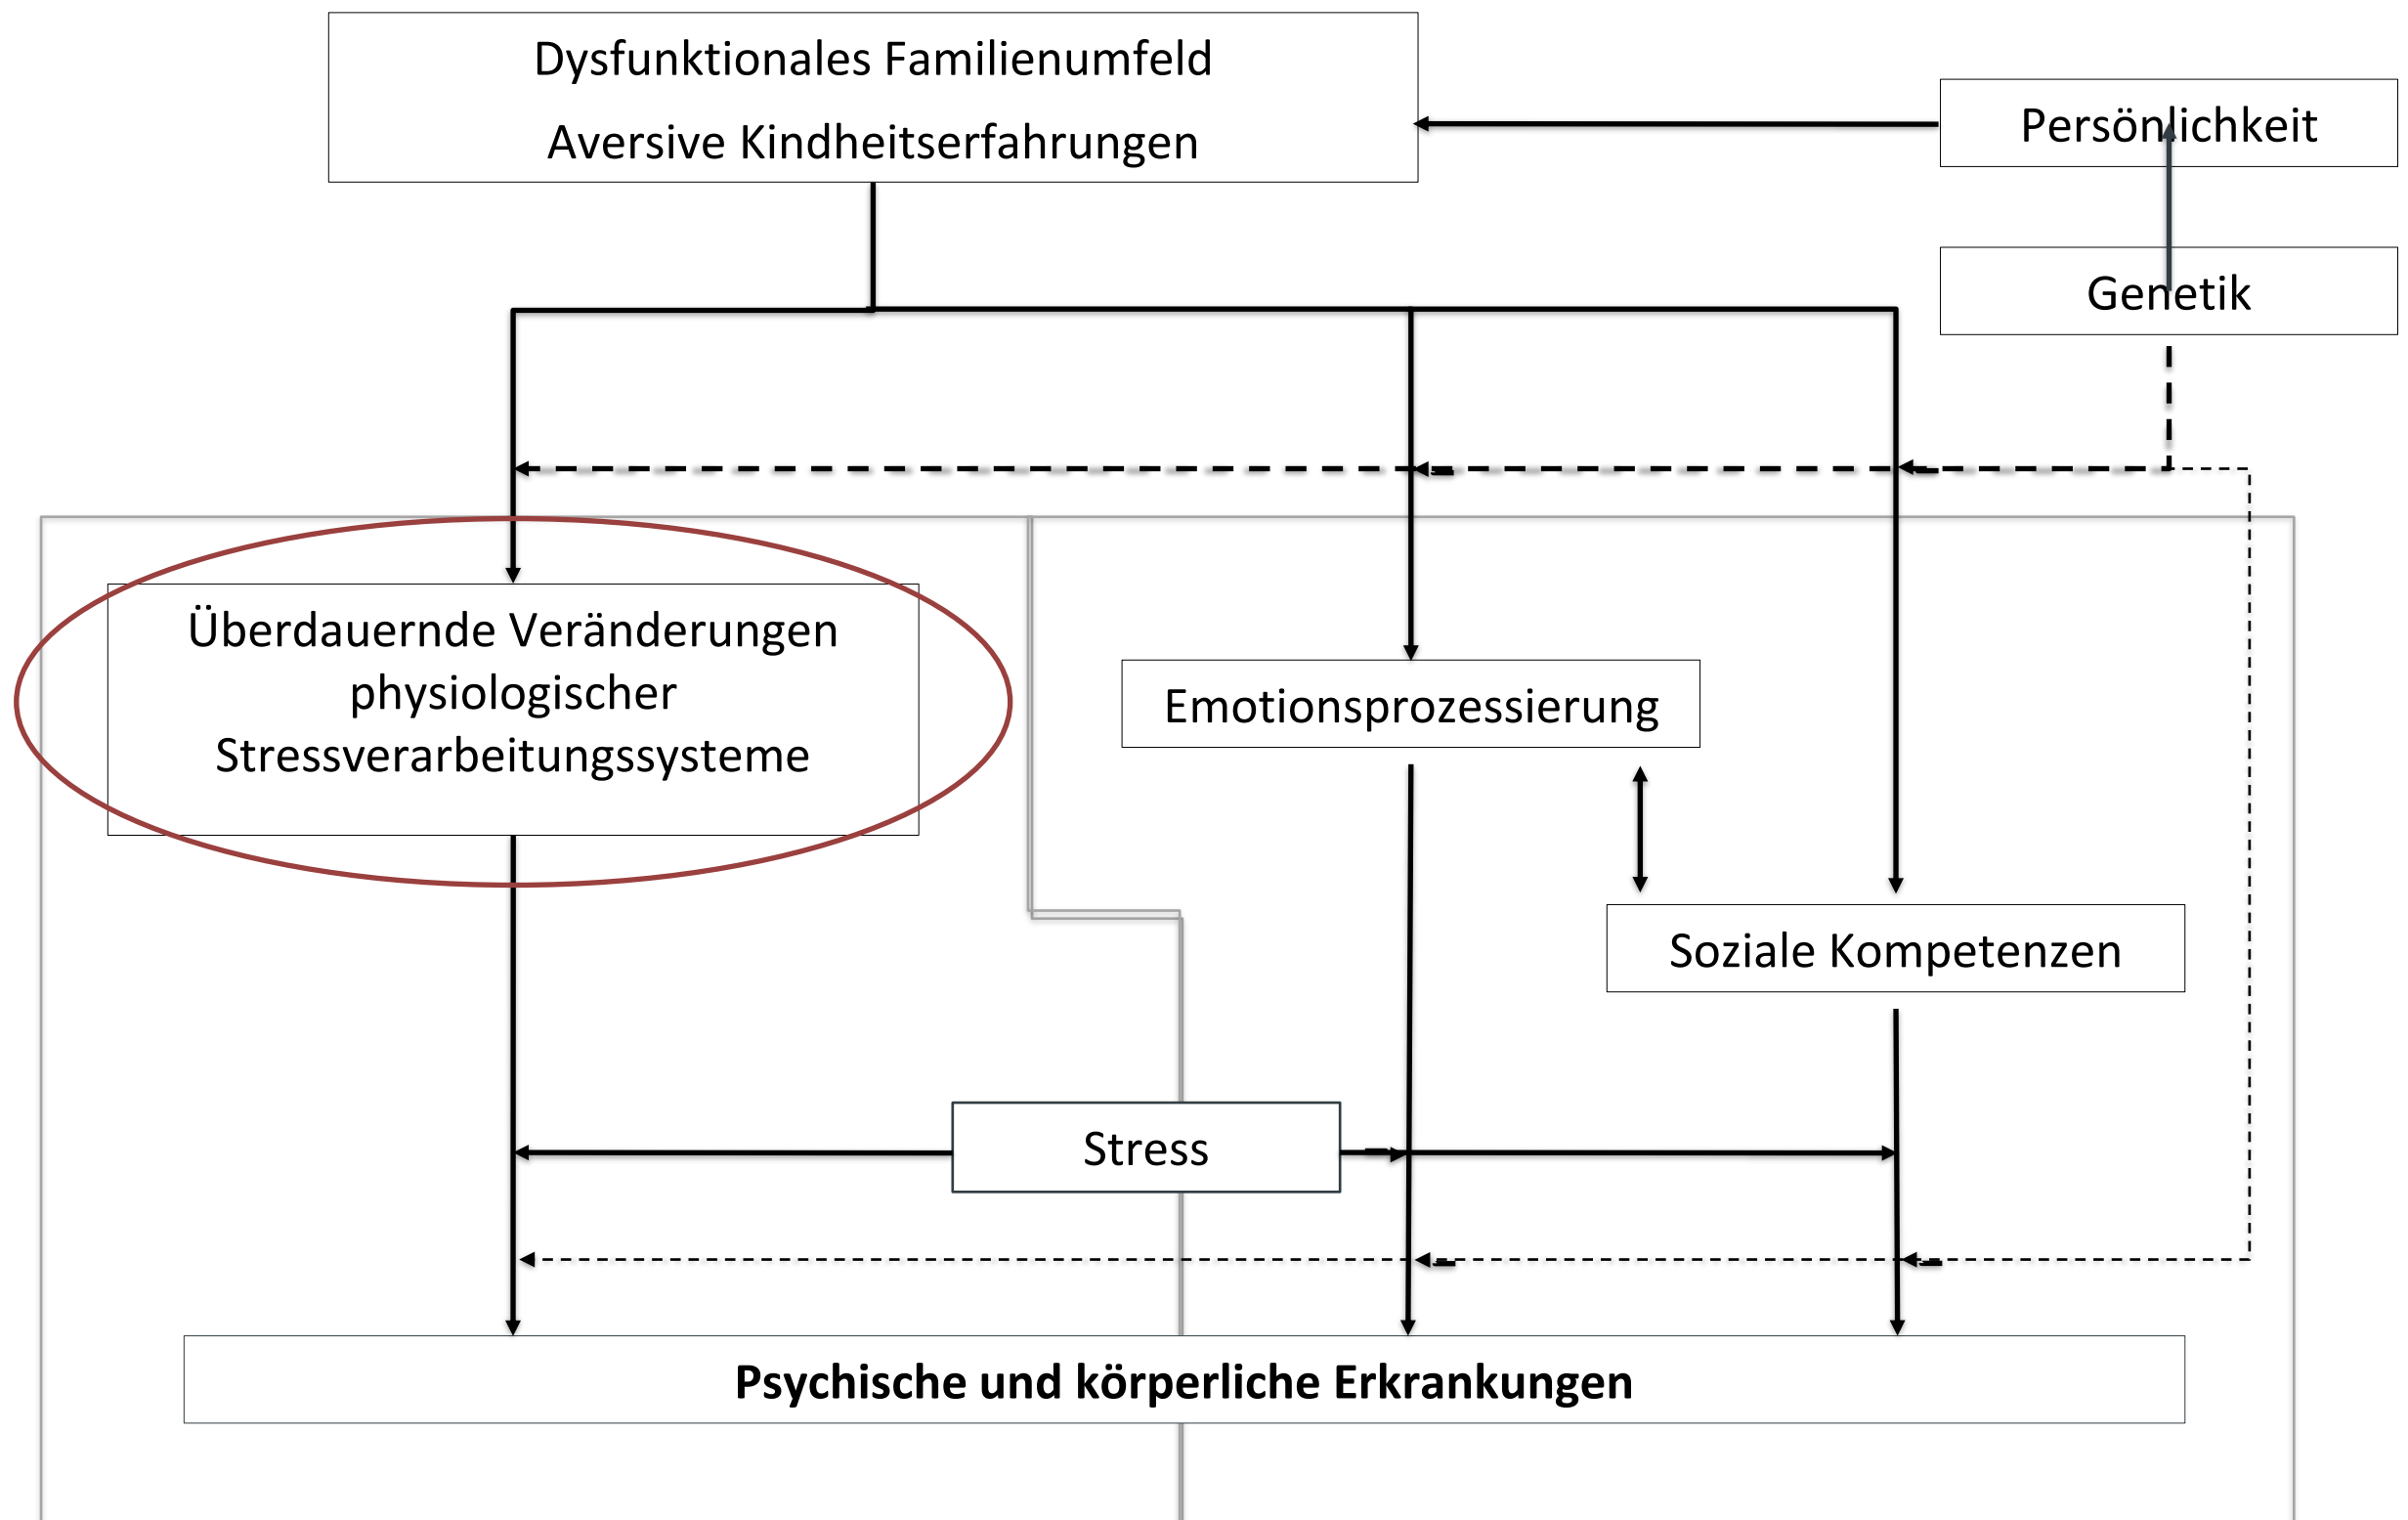 Dysfunktionales Familienumfeld
Aversive Kindheitserfahrungen
Persönlichkeit
Genetik
Überdauernde Veränderungen
physiologischer
Stressverarbeitungssysteme
Emotionsprozessierung
Soziale Kompetenzen
Stress
Psychische und körperliche Erkrankungen